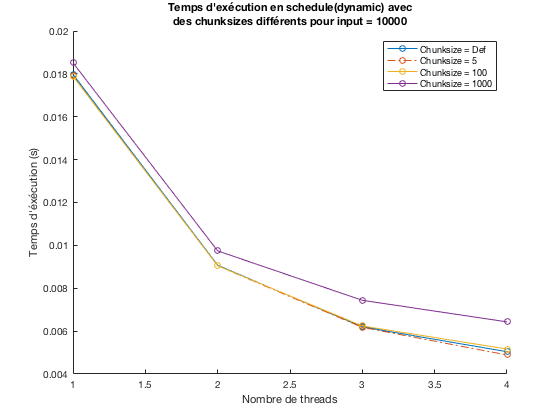 Temps d'exécution en schedule(dynamic) avec
des chunksizes différents pour input = 10000
Chunksize = Def
Chunksize = 5
Chunksize = 100
Chunksize = 1000
0.02
0.018
0.016
0.014
0.012
0.01
0.008
0.006
0.004
Temps d'éxécution (s)
1
1.5
2
2.5
3
3.5
4
Nombre de threads